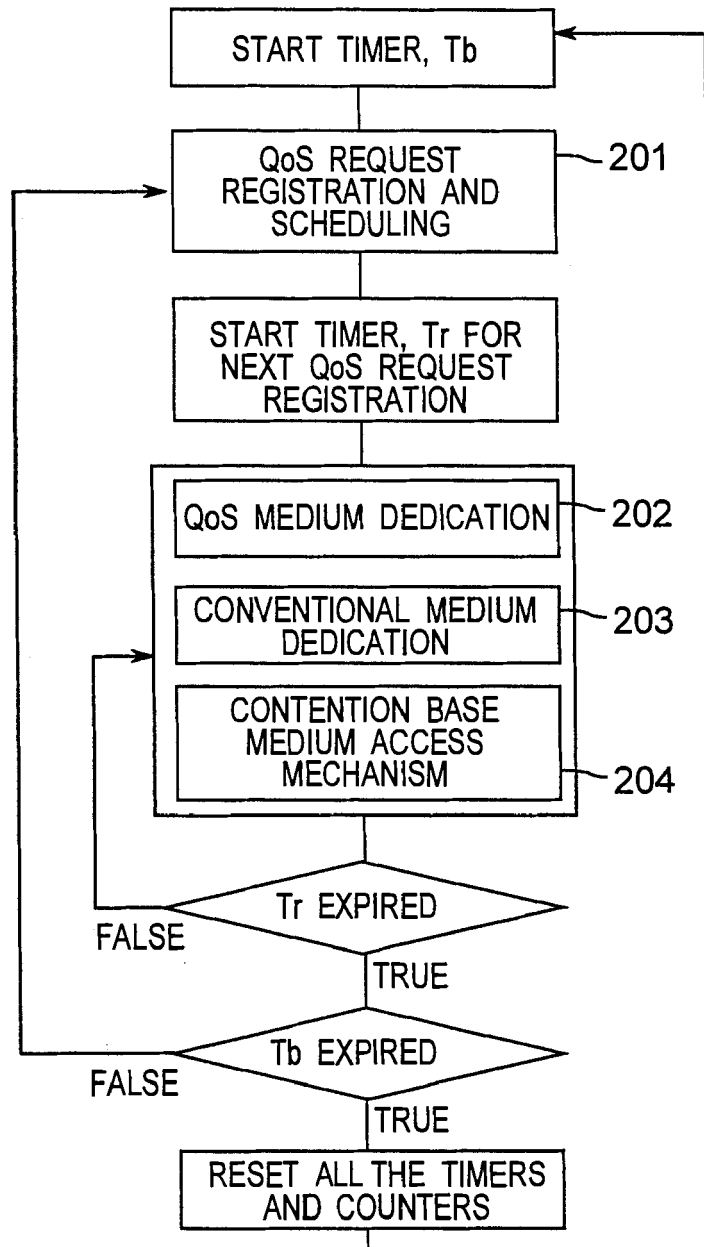 START TIMER, Tb
QoS REQUEST
REGISTRATION AND
SCHEDULING
201
START TIMER, Tr FOR
NEXT QoS REQUEST
REGISTRATION
QoS MEDIUM DEDICATION
202
CONVENTIONAL MEDIUM
DEDICATION
203
CONTENTION BASE
MEDIUM ACCESS
MECHANISM
204
Tr EXPIRED
FALSE
TRUE
Tb EXPIRED
FALSE
TRUE
RESET ALL THE TIMERS
AND COUNTERS